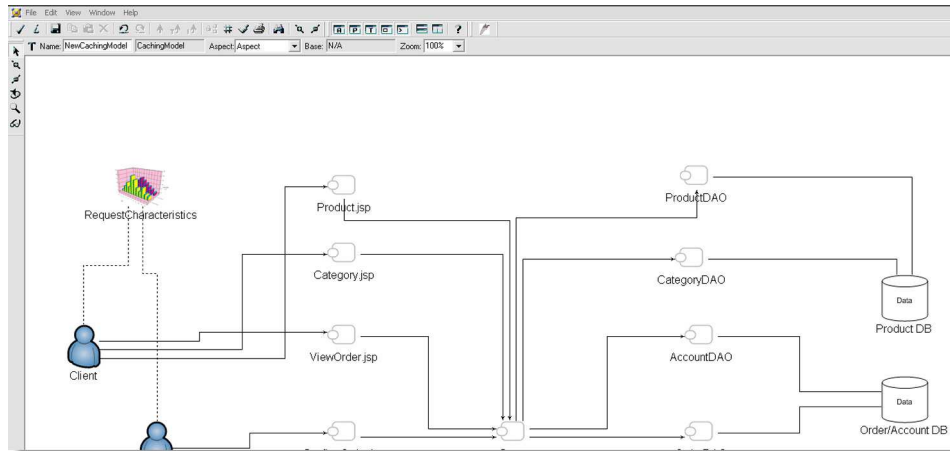 File Edit View Window Help
T Name: NewCachingModel CachingModel Aspect: Aspect Base: N/A Zoom: 100%
RequestCharacteristics
Product.jsp
ProductDAO
Category.jsp
CategoryDAO
Data
Product DB
Client
ViewOrder.jsp
AccountDAO
Data
Order/Account DB